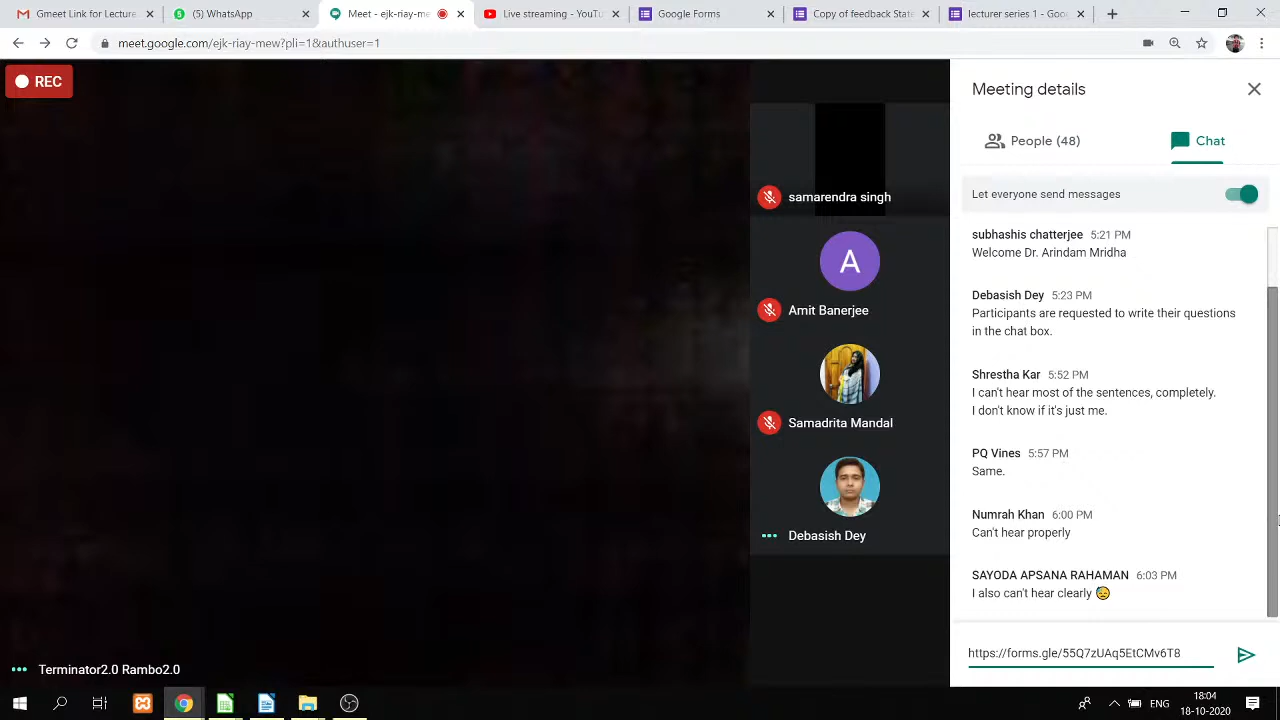 Gmeet Link for Lecture
(5) WhatsApp
Meet - ejk-riay-me
Live streaming - YouTu
Google Forms
Copy of feedback Stat
lecture series - Goo
meet.google.com/ejk-riay-mew?pli=1&authuser=1
REC
samarendra singh
A
Amit Banerjee
Samadrita Mandal
Debasish Dey
Terminator2.0 Rambo2.0
Meeting details
People (48)
Chat
Let everyone send messages
subhashis chatterjee 5:21 PM
Welcome Dr. Arindam Mridha
Debasish Dey 5:23 PM
Participants are requested to write their questions
in the chat box.
Shrestha Kar 5:52 PM
I can't hear most of the sentences, completely.
I don't know if it's just me.
PQ Vines 5:57 PM
Same.
Numrah Khan 6:00 PM
Can't hear properly
SAYODA APSANA RAHAMAN 6:03 PM
I also can't hear clearly 😓
https://forms.gle/55Q7zUAq5EtCMv6T8
ENG
18:04
18-10-2020